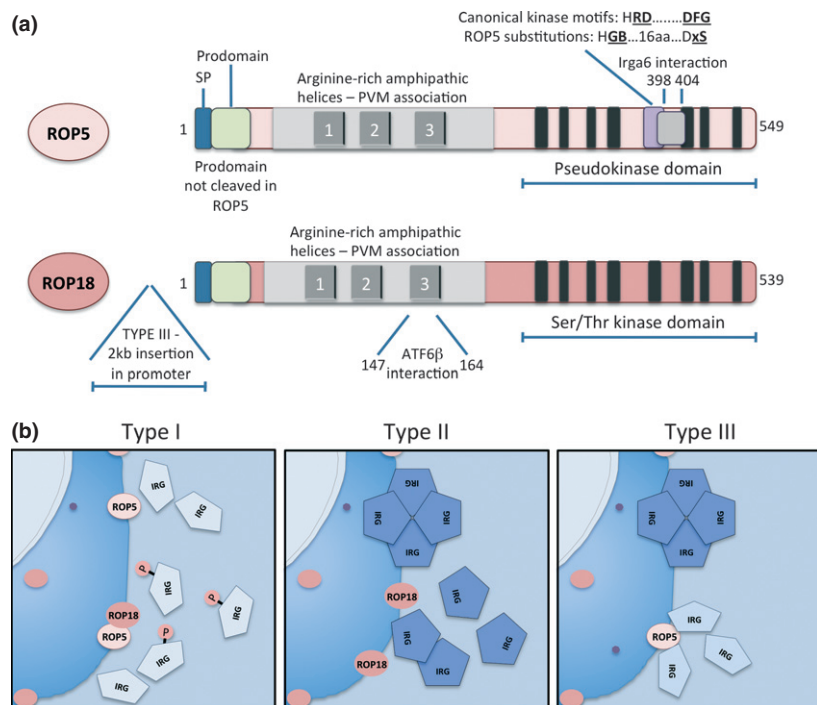 (a)
Canonical kinase motifs: HRD........DFG
ROP5 substitutions: HGB...16aa...DxS
Prodomain
SP
Irga6 interaction
398 404
Arginine-rich amphipathic
helices – PVM association
ROP5
1
1 2 3
549
Prodomain
not cleaved in
ROP5
Pseudokinase domain
Arginine-rich amphipathic
helices – PVM association
ROP18
1
1 2 3
539
TYPE III -
2kb insertion
in promoter
Ser/Thr kinase domain
147 ATF6β 164
interaction
(b)
Type I
Type II
Type III
IRG
IRG
ROP5
P
IRG
P
IRG
ROP18
ROP5
P
IRG
IRG
IRG
IRG
IRG
IRG
ROP18
IRG
IRG
IRG
IRG
ROP18
IRG
IRG
IRG
IRG
ROP5
IRG
IRG
IRG